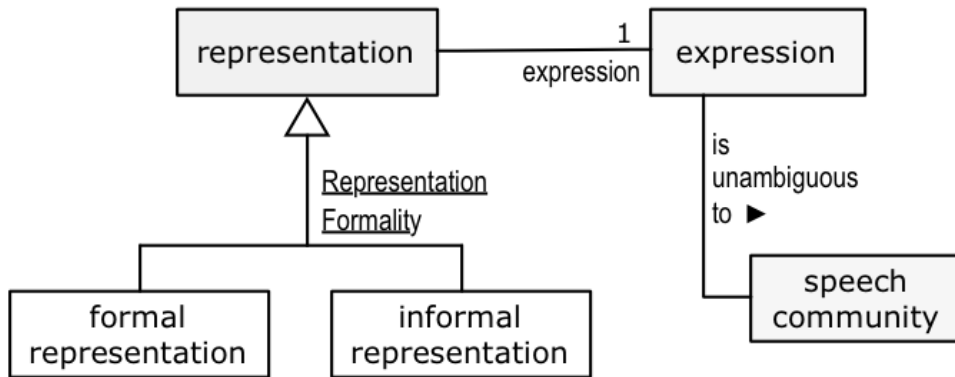 representation
1
expression
expression
is
unambiguous
to ►
Representation
Formality
speech
community
formal
representation
informal
representation